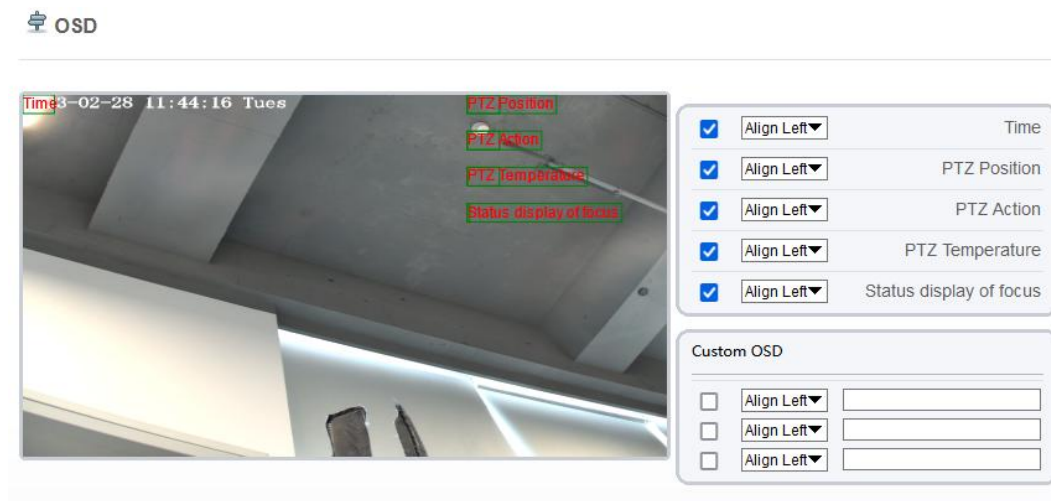 OSD
Time3-02-28 11:44:16 Tues
PTZ Position
PTZ Action
PTZ Temperature
Status display of focus
Align Left Time
Align Left PTZ Position
Align Left PTZ Action
Align Left PTZ Temperature
Align Left Status display of focus
Custom OSD
Align Left
Align Left
Align Left